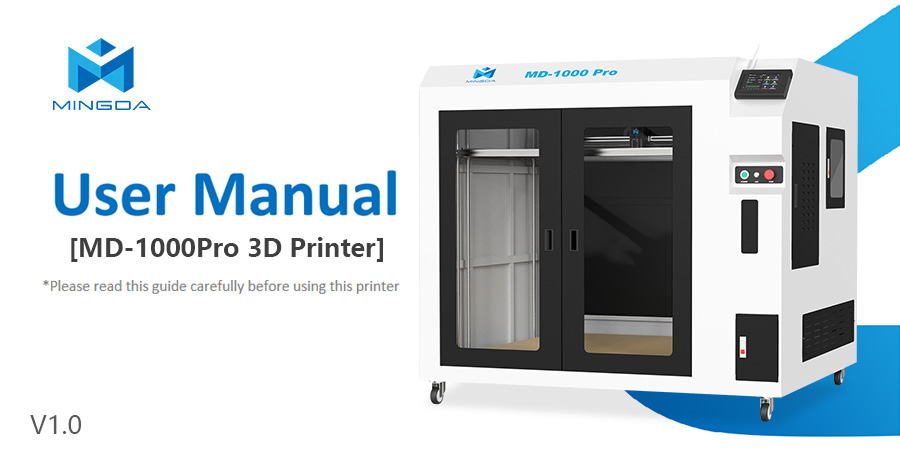 MINGDA
User Manual
[MD-1000Pro 3D Printer]
*Please read this guide carefully before using this printer
V1.0
MINGDA
MD-1000 Pro